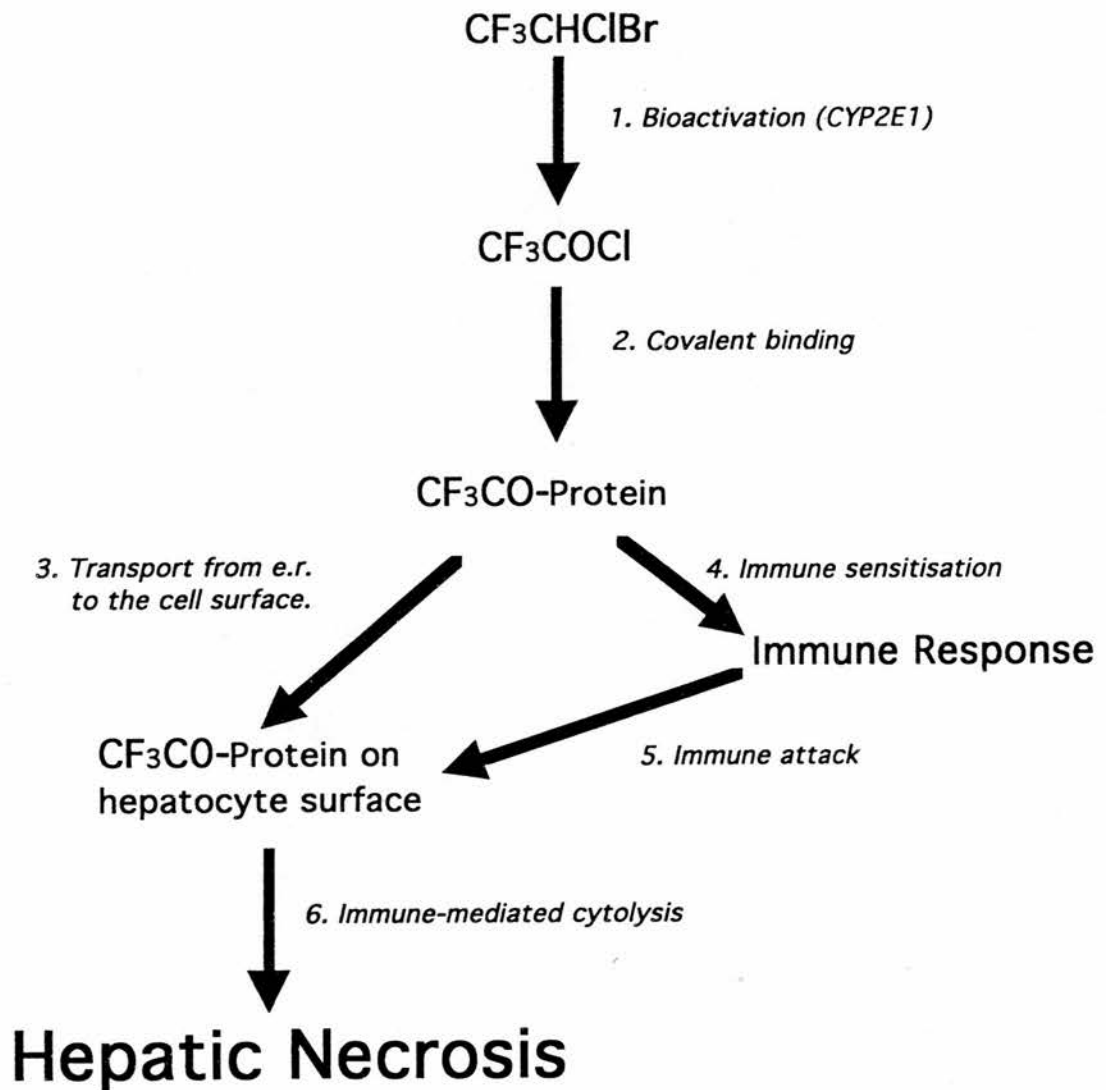 CF₃CHClBr
1. Bioactivation (CYP2E1)
CF₃COCl
2. Covalent binding
CF₃CO-Protein
3. Transport from e.r.
to the cell surface.
4. Immune sensitisation
Immune Response
CF₃CO-Protein on
hepatocyte surface
5. Immune attack
6. Immune-mediated cytolysis
Hepatic Necrosis